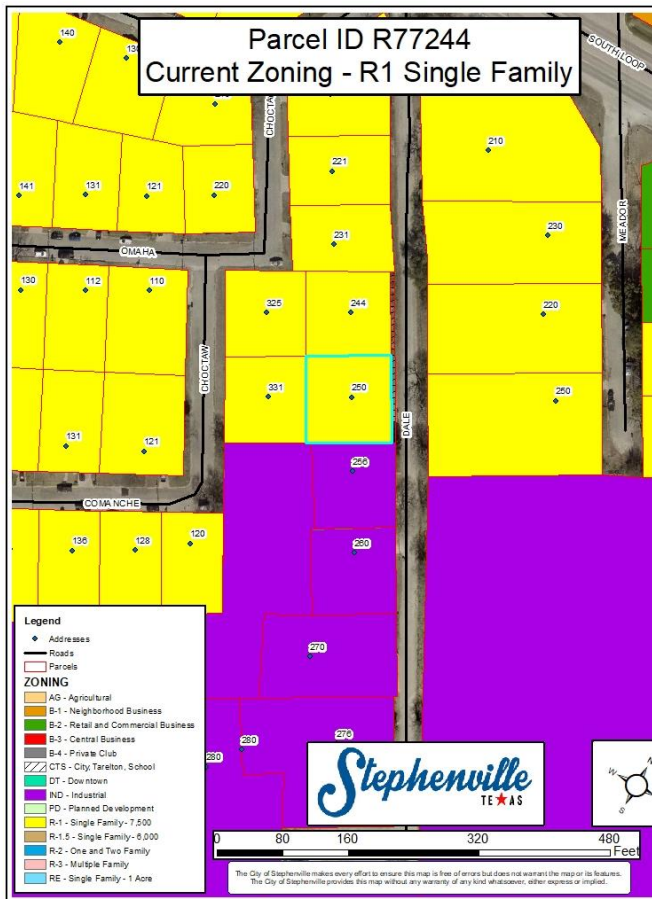 Parcel ID R77244
Current Zoning - R1 Single Family
SOUTH LOOP
140
130
CHOCTAW
210
221
141
131
121
220
231
230
MEADOR
OMAHA
130
112
110
325
244
220
CHOCTAW
331
250
250
DALE
131
121
256
COMANCHE
136
128
120
260
270
280
276
280
Legend
Addresses
Roads
Parcels
ZONING
AG - Agricultural
B-1 - Neighborhood Business
B-2 - Retail and Commercial Business
B-3 - Central Business
B-4 - Private Club
CTS - City, Tarelton, School
DT - Downtown
IND - Industrial
PD - Planned Development
R-1 - Single Family - 7,500
R-1.5 - Single Family - 6,000
R-2 - One and Two Family
R-3 - Multiple Family
RE - Single Family - 1 Acre
Stephenville
TEXAS
N
W
S
0 80 160 320 480
Feet
The City of Stephenville makes every effort to ensure this map is free of errors but does not warrant the map or its features.
The City of Stephenville provides this map without any warranty of any kind whatsoever, either express or implied.